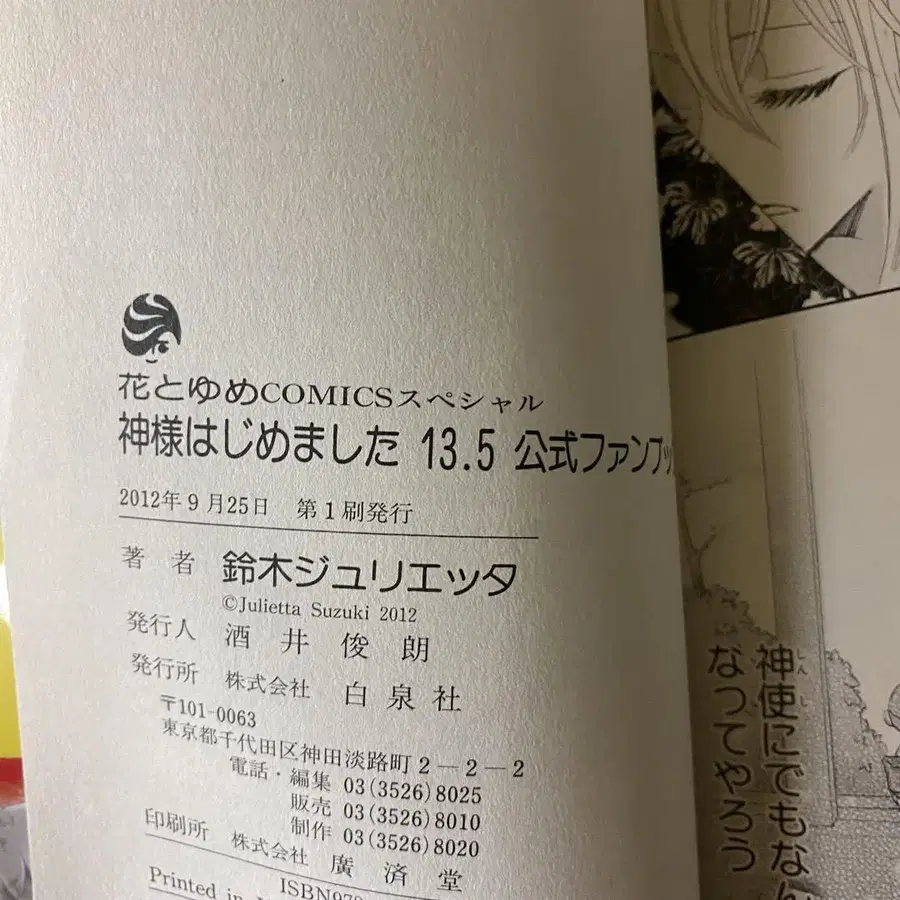 花とゆめCOMICSスペシャル
神様はじめました 13.5 公式ファンブッ
2012年9月25日 第1刷発行
著者 鈴木ジュリエッタ
©Julietta Suzuki 2012
発行人 酒井俊朗
発行所 株式会社 白泉社
〒101-0063
東京都千代田区神田淡路町2-2-2
電話・編集 03(3526)8025
販売 03(3526)8010
制作 03(3526)8020
印刷所 株式会社 廣済堂
ISBN978
Printed in
神使にでもなん
しんし
なってやろう